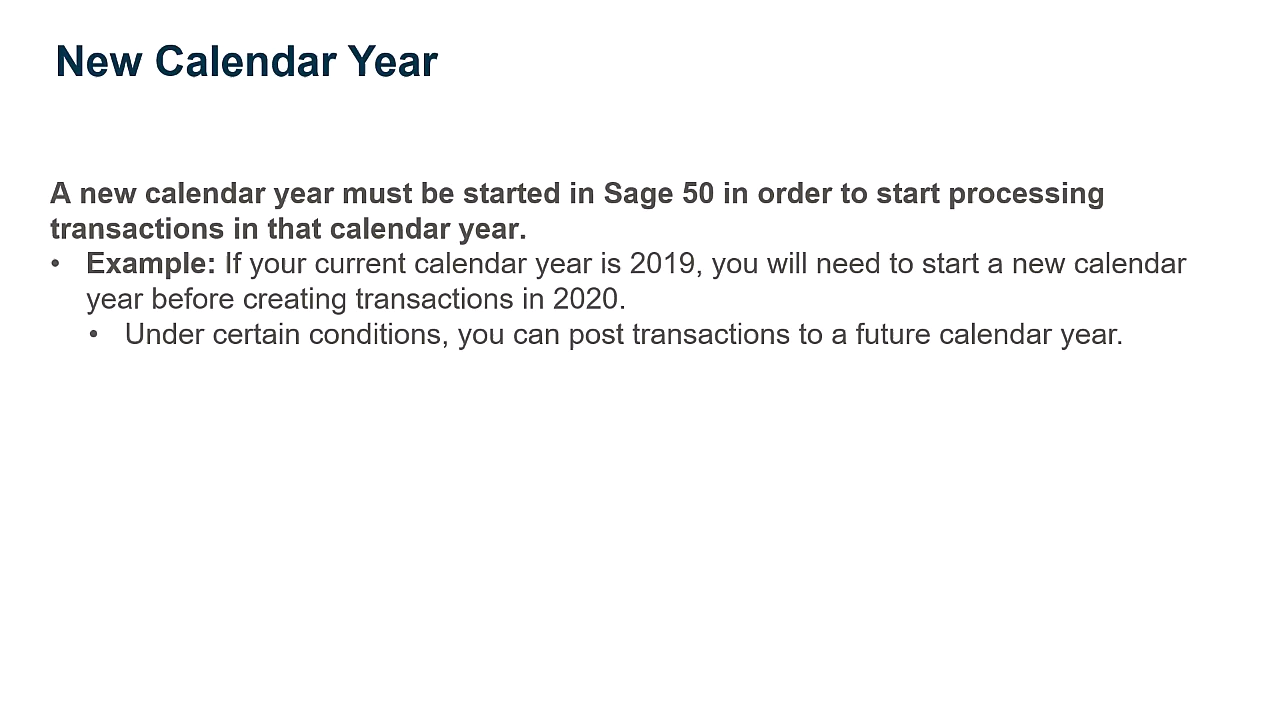 New Calendar Year
A new calendar year must be started in Sage 50 in order to start processing
transactions in that calendar year.
• Example: If your current calendar year is 2019, you will need to start a new calendar
year before creating transactions in 2020.
• Under certain conditions, you can post transactions to a future calendar year.